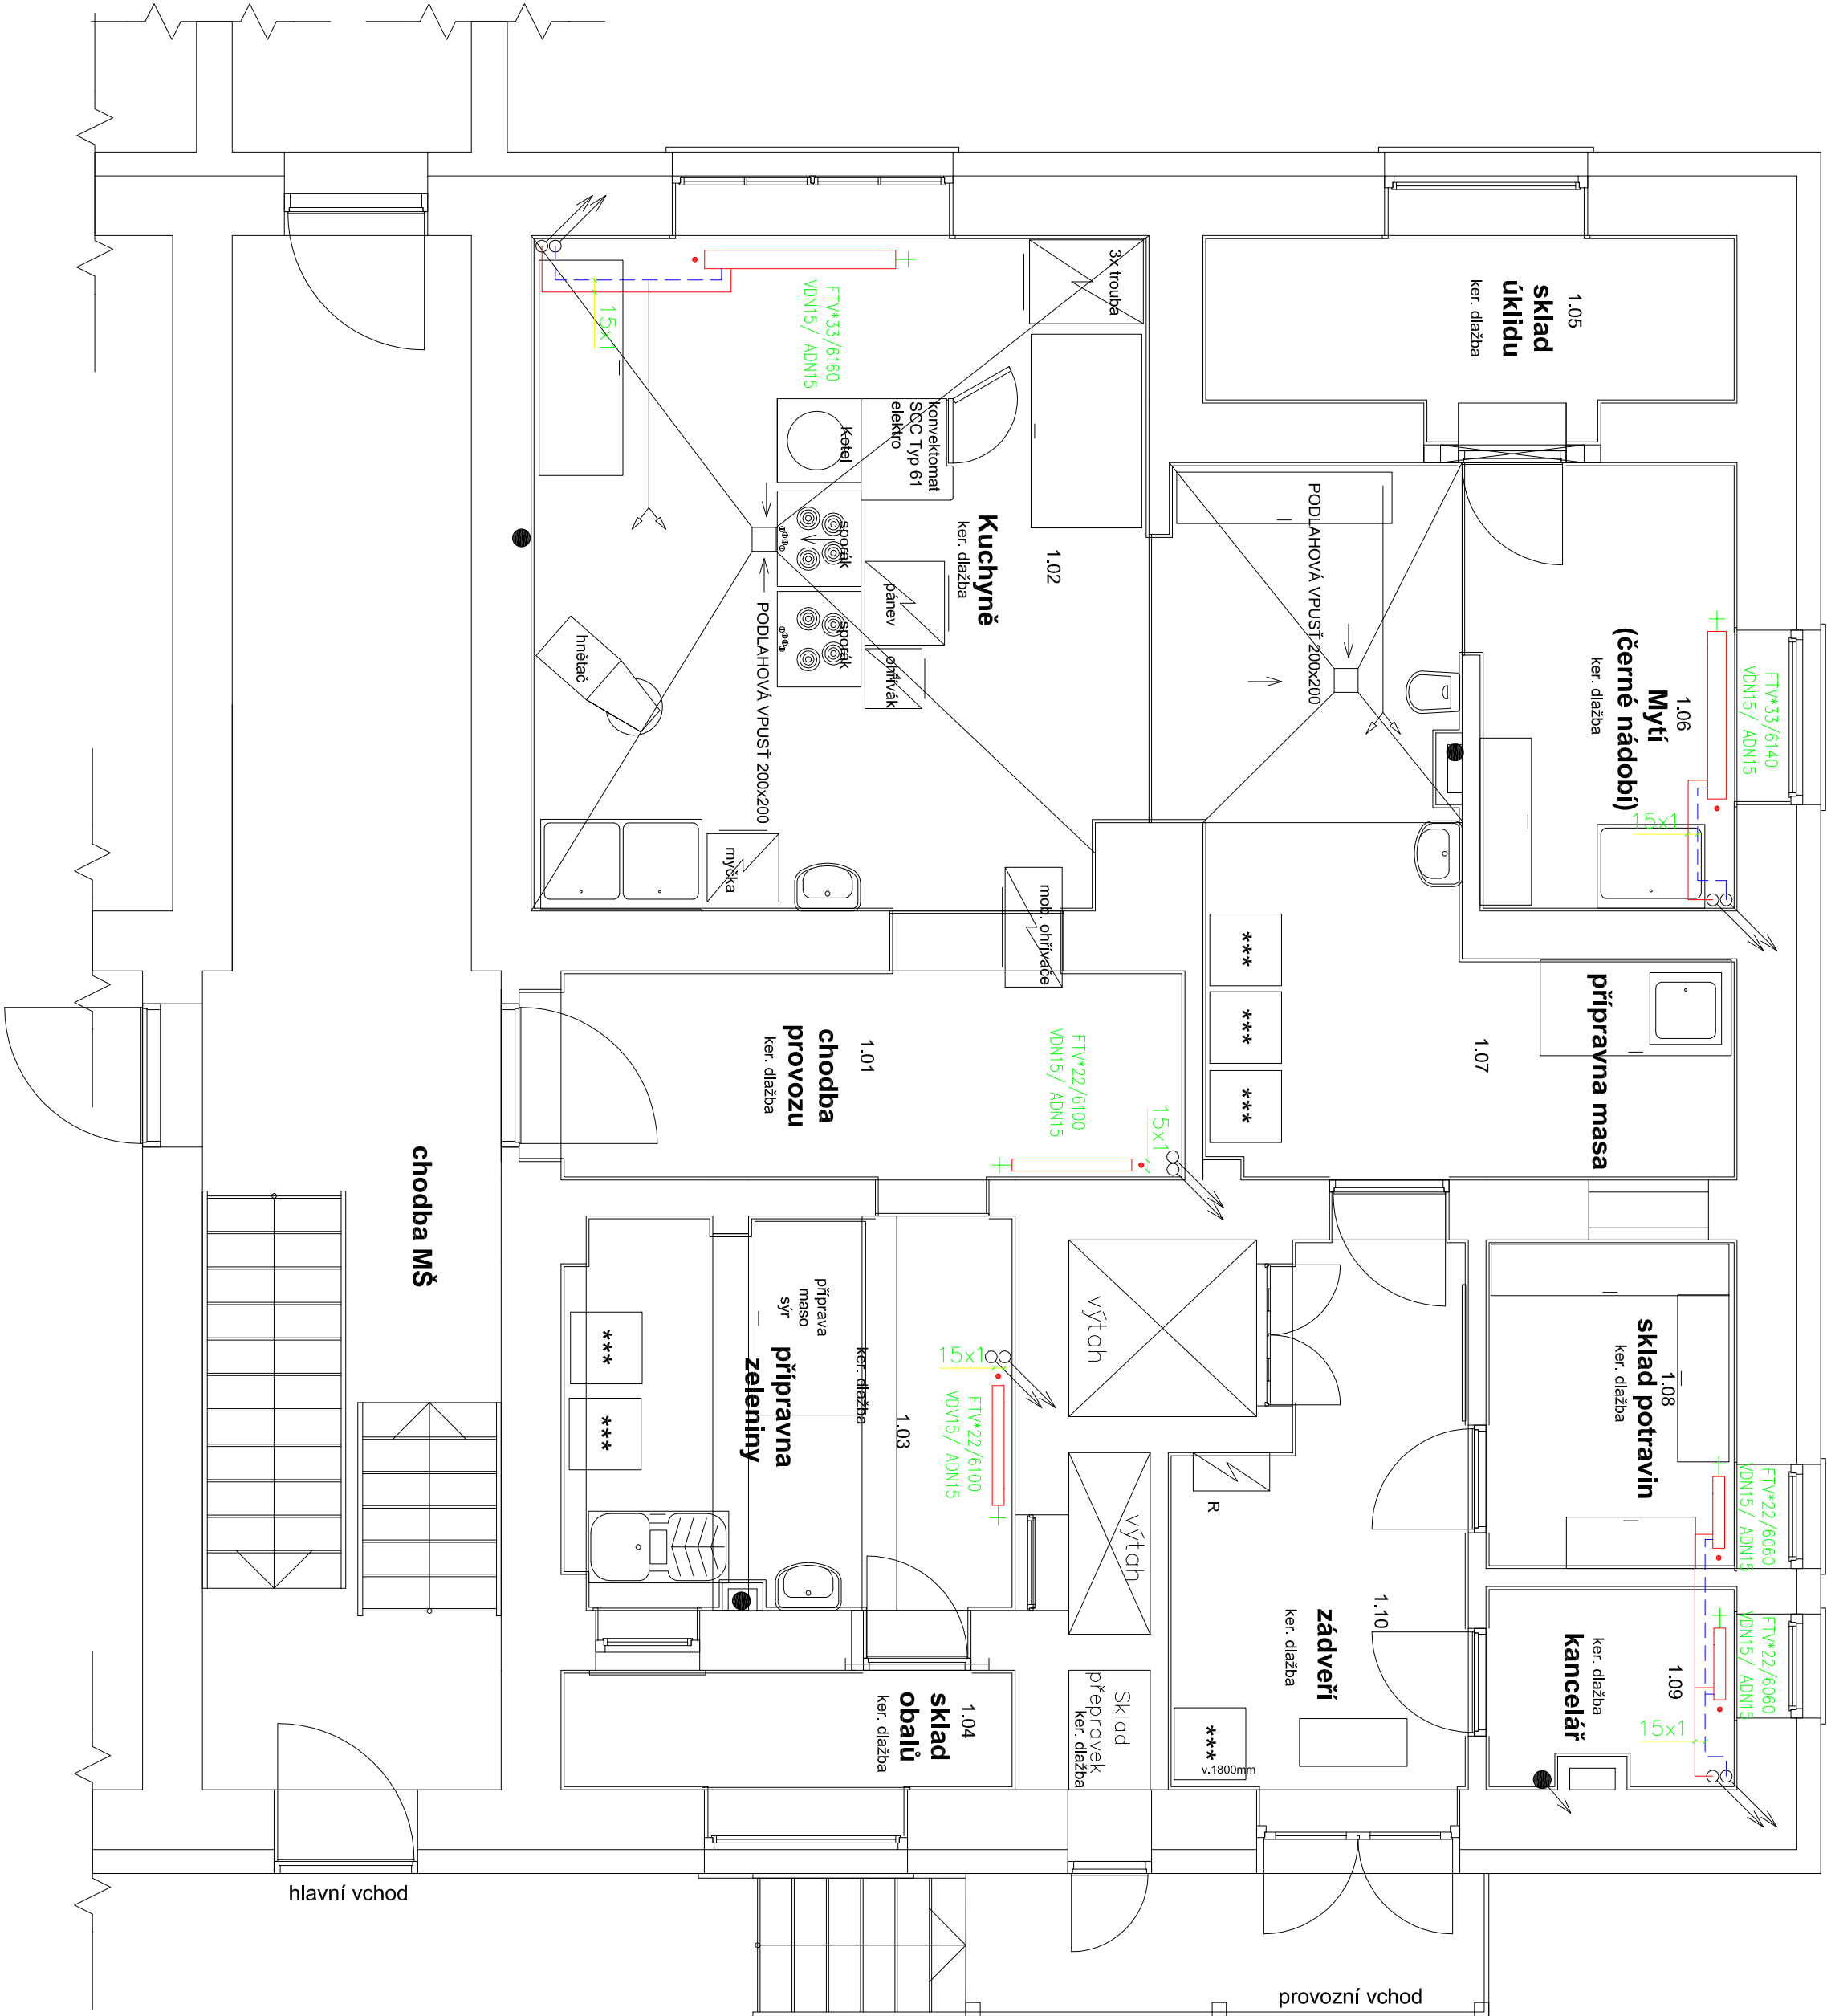 1.05
sklad
úklidu
ker. dlažba
3x trouba
FTV*33/6160
VDN15/ ADN15
15x1
konvektomat
SCC Typ 61
elektro
Kotel
sporák
sporák
pánev
ohřívák
Kuchyně
ker. dlažba
1.02
PODLAHOVÁ VPUSŤ 200x200
hnětač
myčka
mob. ohřívače
PODLAHOVÁ VPUSŤ 200x200
1.06
Mytí
(černé nádobí)
ker. dlažba
FTV*33/6140
VDN15/ ADN15
15x1
přípravna masa
1.07
***
***
***
1.01
chodba
provozu
ker. dlažba
FTV*22/6100
VDN15/ ADN15
15x1
chodba MŠ
příprava
maso
sýr
přípravna
zeleniny
ker. dlažba
1.03
***
***
15x1
FTV*22/6100
VDV15/ ADN15
výtah
výtah
R
1.08
sklad potravin
ker. dlažba
FTV*22/6060
VDN15/ ADN15
FTV*22/6060
VDN15/ ADN15
1.09
ker. dlažba
kancelář
15x1
1.10
zádveří
ker. dlažba
***
v.1800mm
Sklad
přepravek
ker. dlažba
1.04
sklad
obalů
ker. dlažba
hlavní vchod
provozní vchod